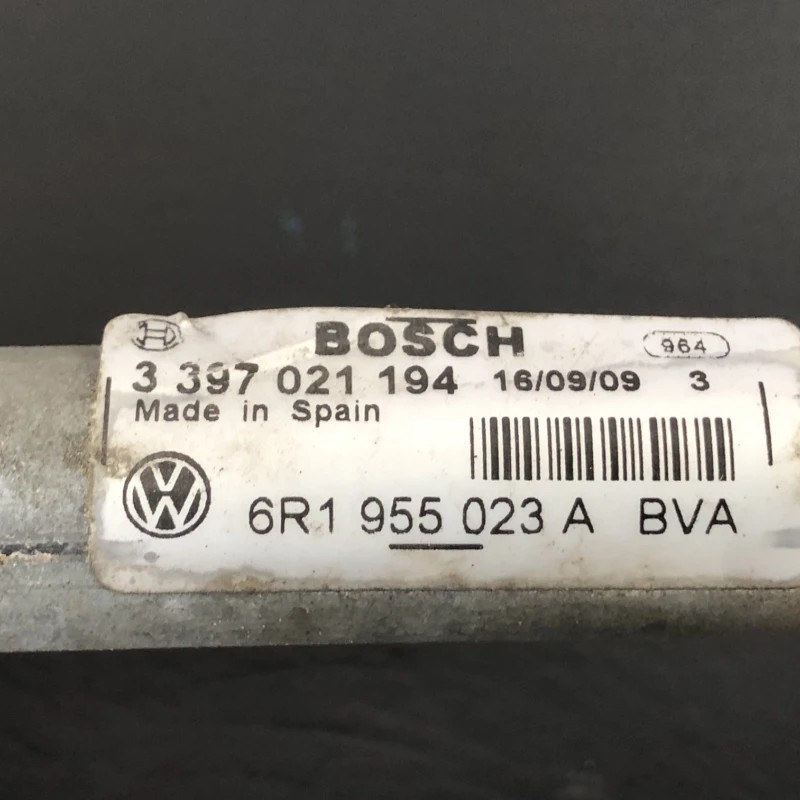 BOSCH 964
3 397 021 194 16/09/09 3
Made in Spain
6R1 955 023 A BVA